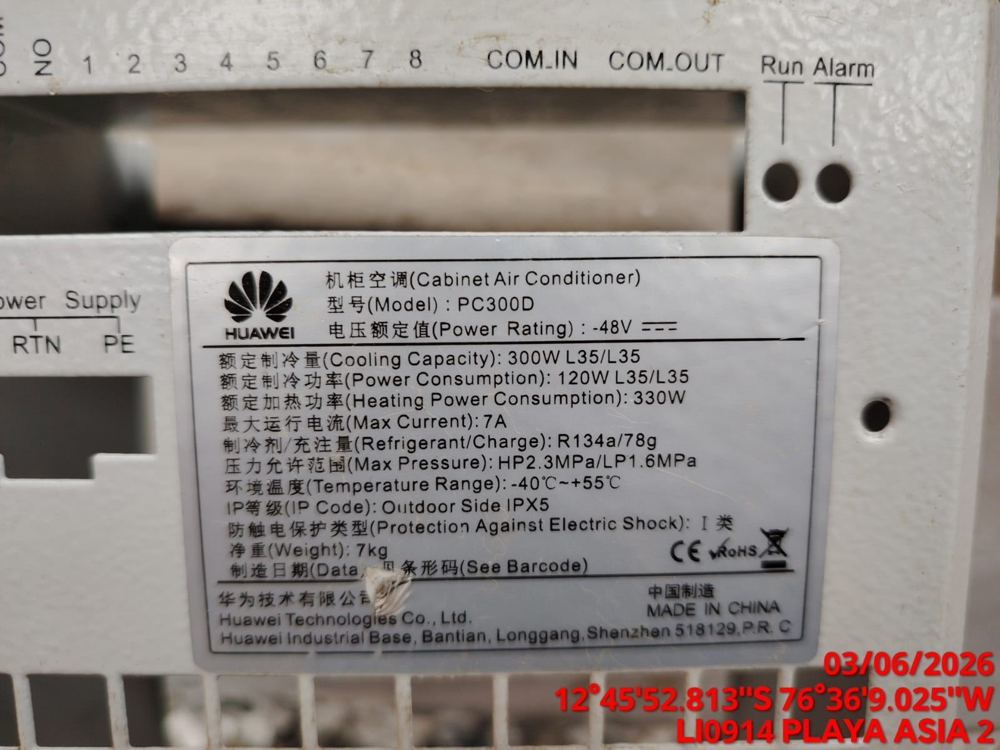 NO 1 2 3 4 5 6 7 8 COM_IN COM_OUT Run Alarm
Supply
RTN PE
HUAWEI
机柜空调(Cabinet Air Conditioner)
型号(Model) : PC300D
电压额定值(Power Rating) : -48V
额定制冷量(Cooling Capacity): 300W L35/L35
额定制冷功率(Power Consumption): 120W L35/L35
额定加热功率(Heating Power Consumption): 330W
最大运行电流(Max Current): 7A
制冷剂/充注量(Refrigerant/Charge): R134a/78g
压力允许范围(Max Pressure): HP2.3MPa/LP1.6MPa
环境温度(Temperature Range): -40℃~+55℃
IP等级(IP Code): Outdoor Side IPX5
防触电保护类型(Protection Against Electric Shock): I 类
净重(Weight): 7kg
CE RoHS
制造日期(Data 见条形码(See Barcode)
华为技术有限公司
Huawei Technologies Co., Ltd.
Huawei Industrial Base, Bantian, Longgang, Shenzhen 518129, P.R. C
中国制造
MADE IN CHINA
03/06/2026
12°45'52.813"S 76°36'9.025"W
LI0914 PLAYA ASIA 2